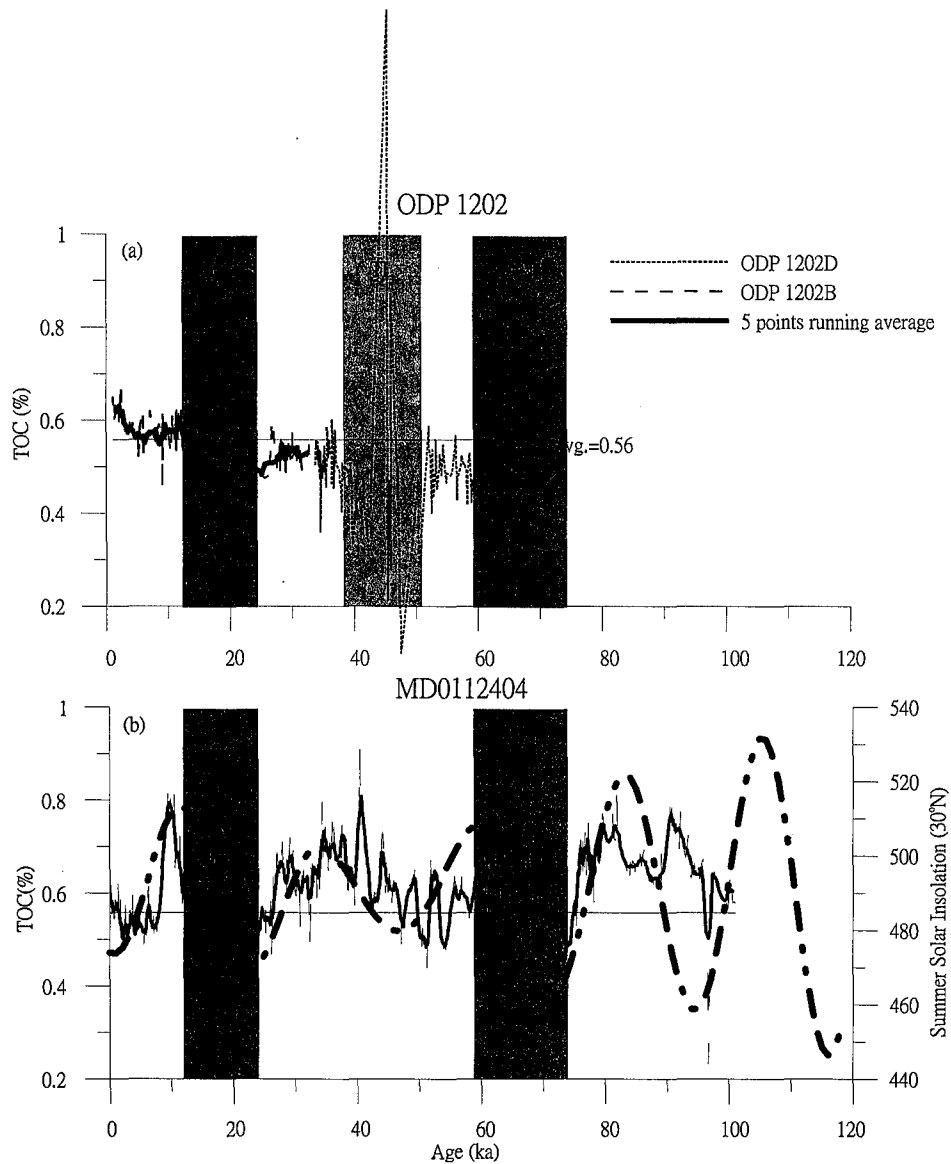 ODP 1202
1
(a)
ODP 1202D
ODP 1202B
5 points running average
0.8
0.6
TOC (%)
vg.=0.56
0.4
0.2
0 20 40 60 80 100 120
MD0112404
1
(b)
540
0.8
520
500
0.6
TOC(%)
480
0.4
460
0.2
440
Summer Solar Insolation (30°N)
0 20 40 60 80 100 120
Age (ka)